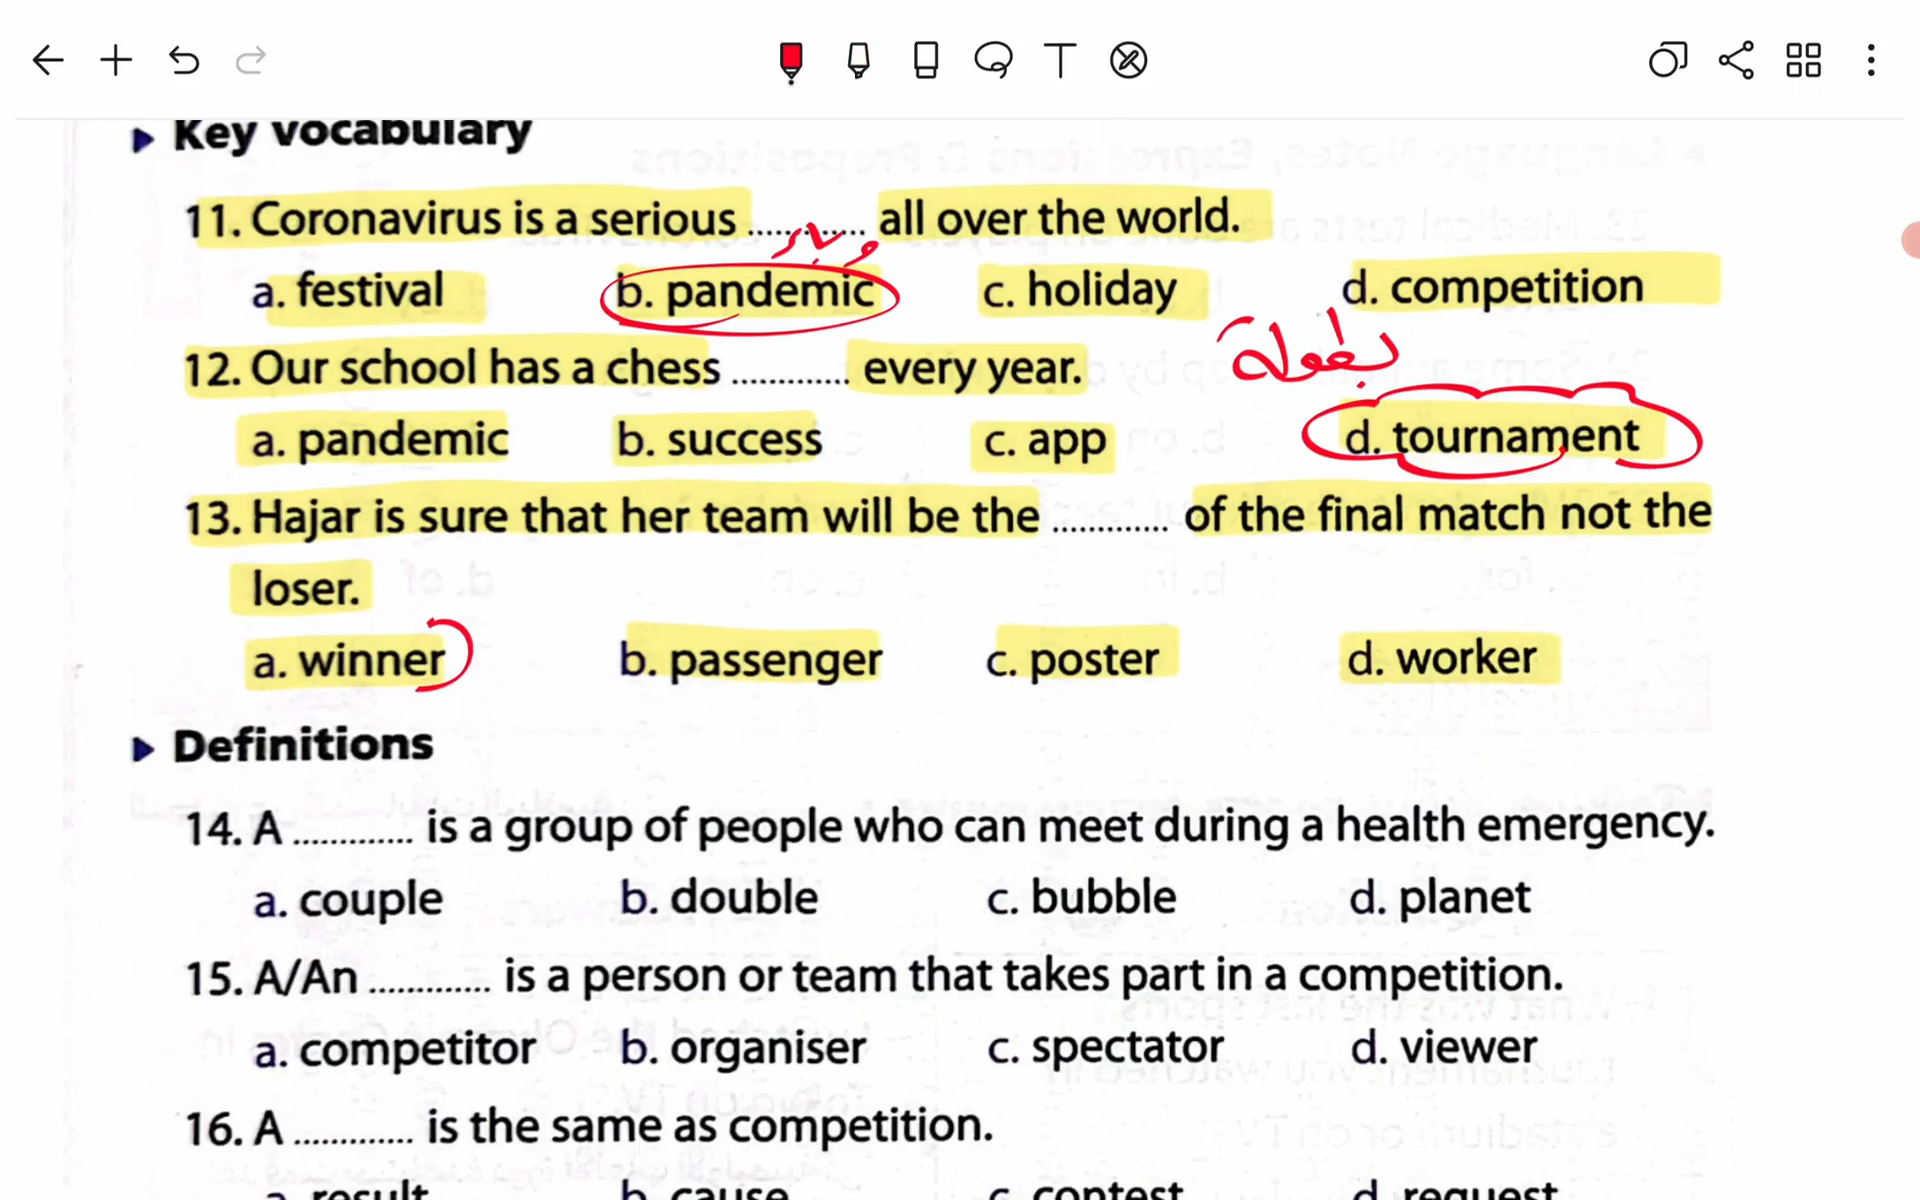 Key vocabulary
11. Coronavirus is a serious ............ all over the world.
وباء
a. festival b. pandemic c. holiday d. competition
بطولة
12. Our school has a chess ............ every year.
a. pandemic b. success c. app d. tournament
13. Hajar is sure that her team will be the ............ of the final match not the
loser.
a. winner b. passenger c. poster d. worker
Definitions
14. A ............ is a group of people who can meet during a health emergency.
a. couple b. double c. bubble d. planet
15. A/An ............ is a person or team that takes part in a competition.
a. competitor b. organiser c. spectator d. viewer
16. A ............ is the same as competition.
a. result b. cause c. contest d. request